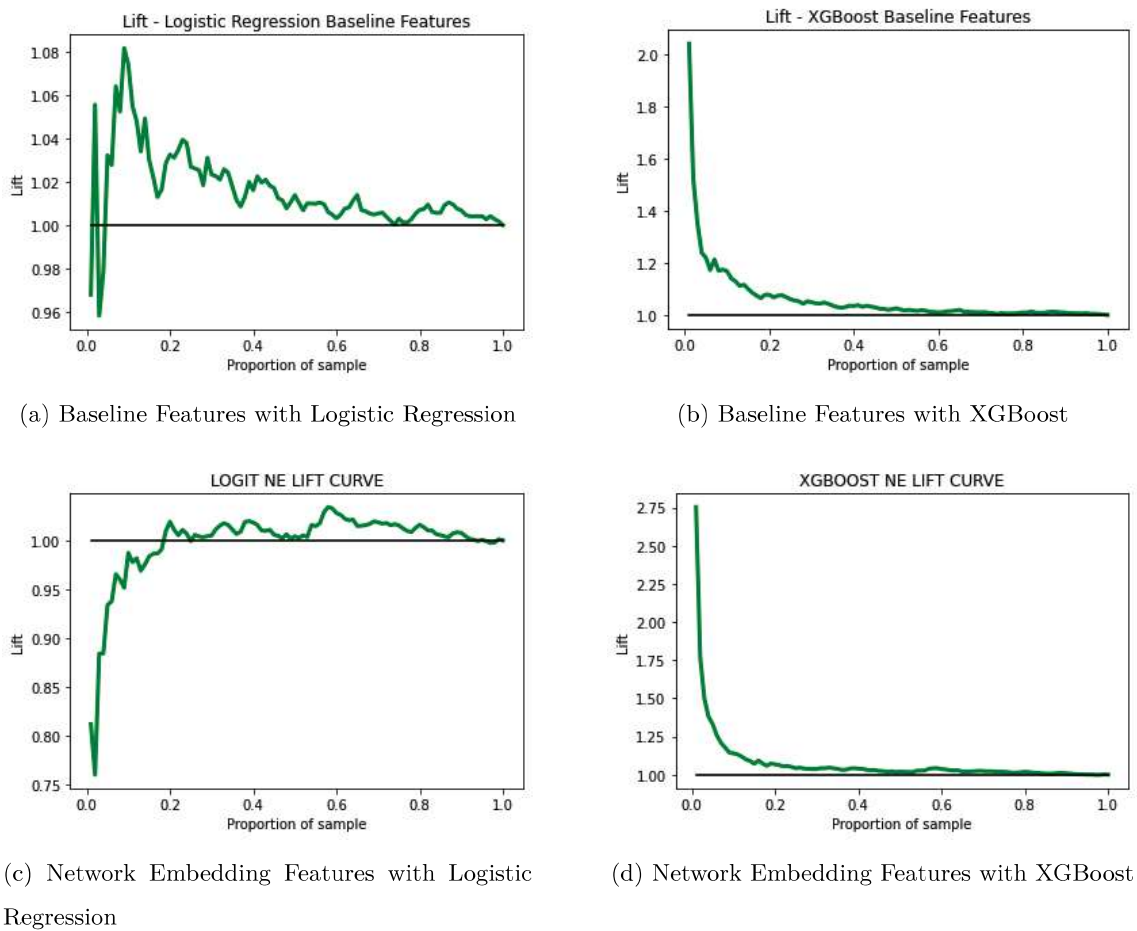 Lift - Logistic Regression Baseline Features
1.08
1.06
1.04
1.02
1.00
0.98
0.96
Lift
0.0 0.2 0.4 0.6 0.8 1.0
Proportion of sample
(a) Baseline Features with Logistic Regression
Lift - XGBoost Baseline Features
2.0
1.8
1.6
1.4
1.2
1.0
Lift
0.0 0.2 0.4 0.6 0.8 1.0
Proportion of sample
(b) Baseline Features with XGBoost
LOGIT NE LIFT CURVE
1.00
0.95
0.90
0.85
0.80
0.75
Lift
0.0 0.2 0.4 0.6 0.8 1.0
Proportion of sample
(c) Network Embedding Features with Logistic
Regression
XGBOOST NE LIFT CURVE
2.75
2.50
2.25
2.00
1.75
1.50
1.25
1.00
Lift
0.0 0.2 0.4 0.6 0.8 1.0
Proportion of sample
(d) Network Embedding Features with XGBoost